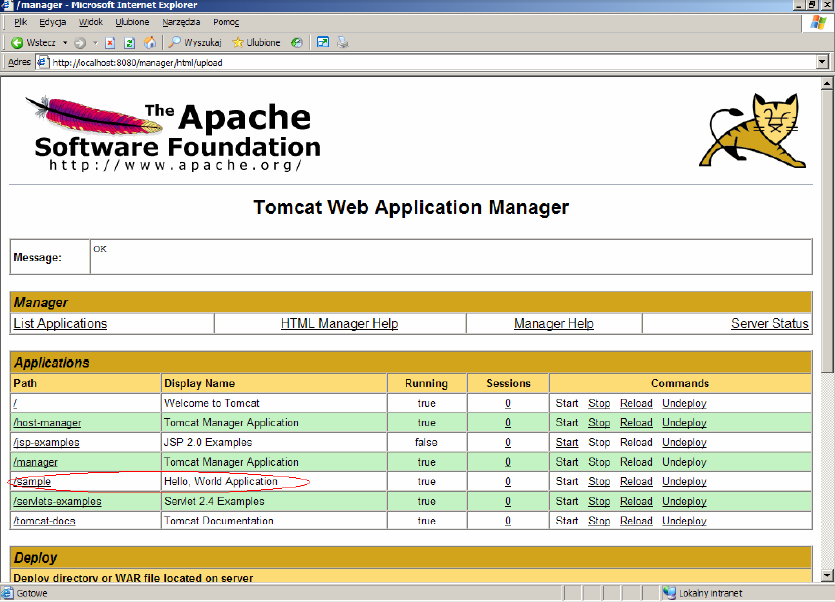 /manager - Microsoft Internet Explorer
Plik Edycja Widok Ulubione Narzędzia Pomoc
Wstecz Wyszukaj Ulubione
Adres http://localhost:8080/manager/html/upload
The Apache
Software Foundation
http://www.apache.org/
Tomcat Web Application Manager
Message: OK
Manager
List Applications HTML Manager Help Manager Help Server Status
Applications
Path Display Name Running Sessions Commands
/ Welcome to Tomcat true 0 Start Stop Reload Undeploy
/host-manager Tomcat Manager Application true 0 Start Stop Reload Undeploy
/jsp-examples JSP 2.0 Examples false 0 Start Stop Reload Undeploy
/manager Tomcat Manager Application true 0 Start Stop Reload Undeploy
/sample Hello, World Application true 0 Start Stop Reload Undeploy
/servlets-examples Servlet 2.4 Examples true 0 Start Stop Reload Undeploy
/tomcat-docs Tomcat Documentation true 0 Start Stop Reload Undeploy
Deploy
Deploy directory or WAR file located on server
Gotowe Lokalny intranet